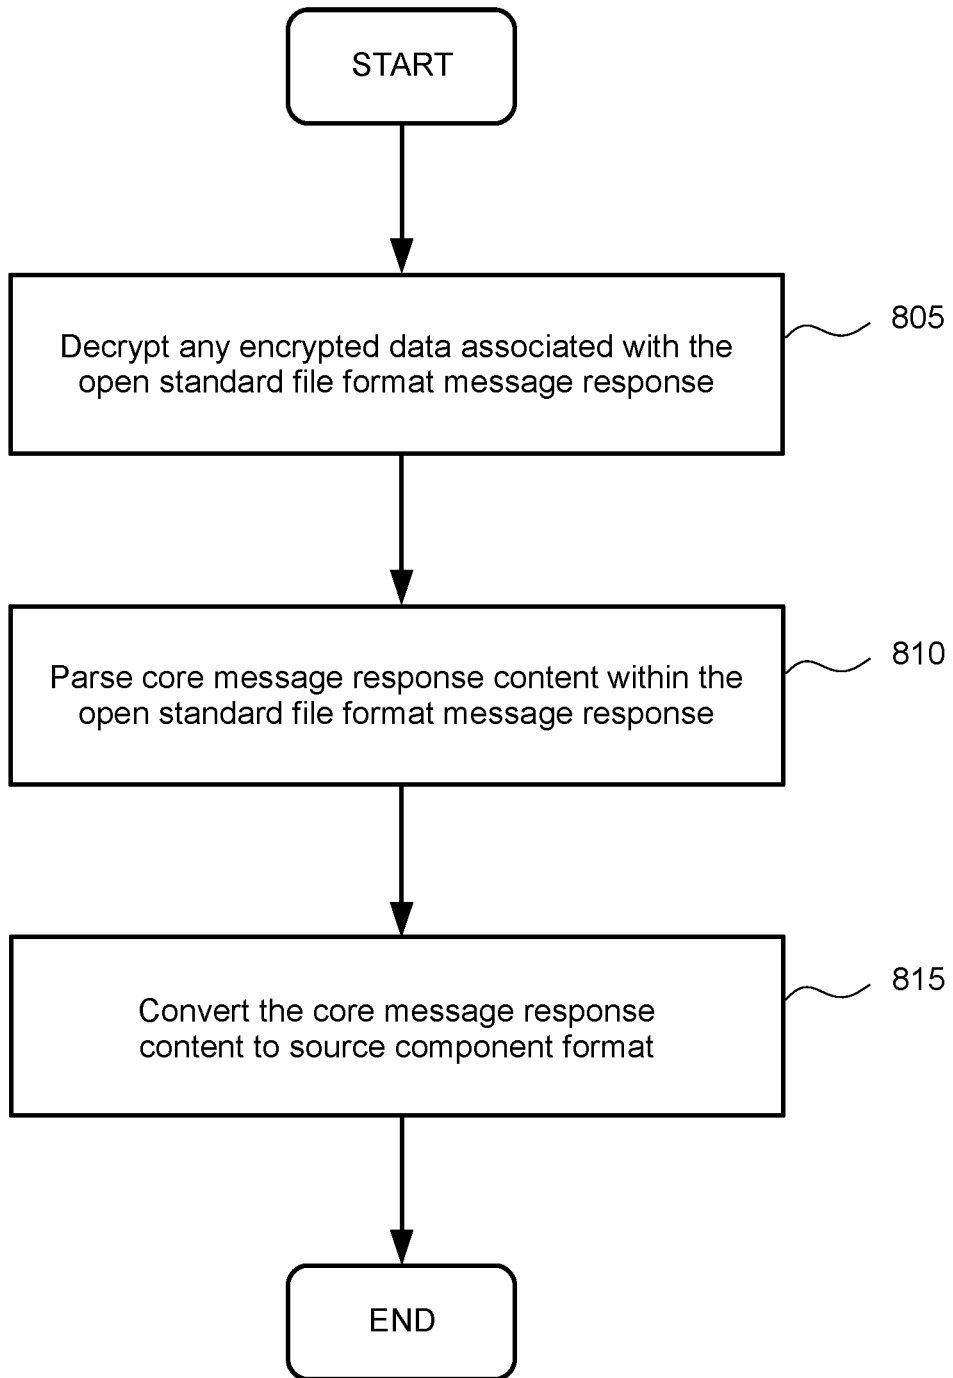 START
Decrypt any encrypted data associated with the
open standard file format message response
805
Parse core message response content within the
open standard file format message response
810
Convert the core message response
content to source component format
815
END